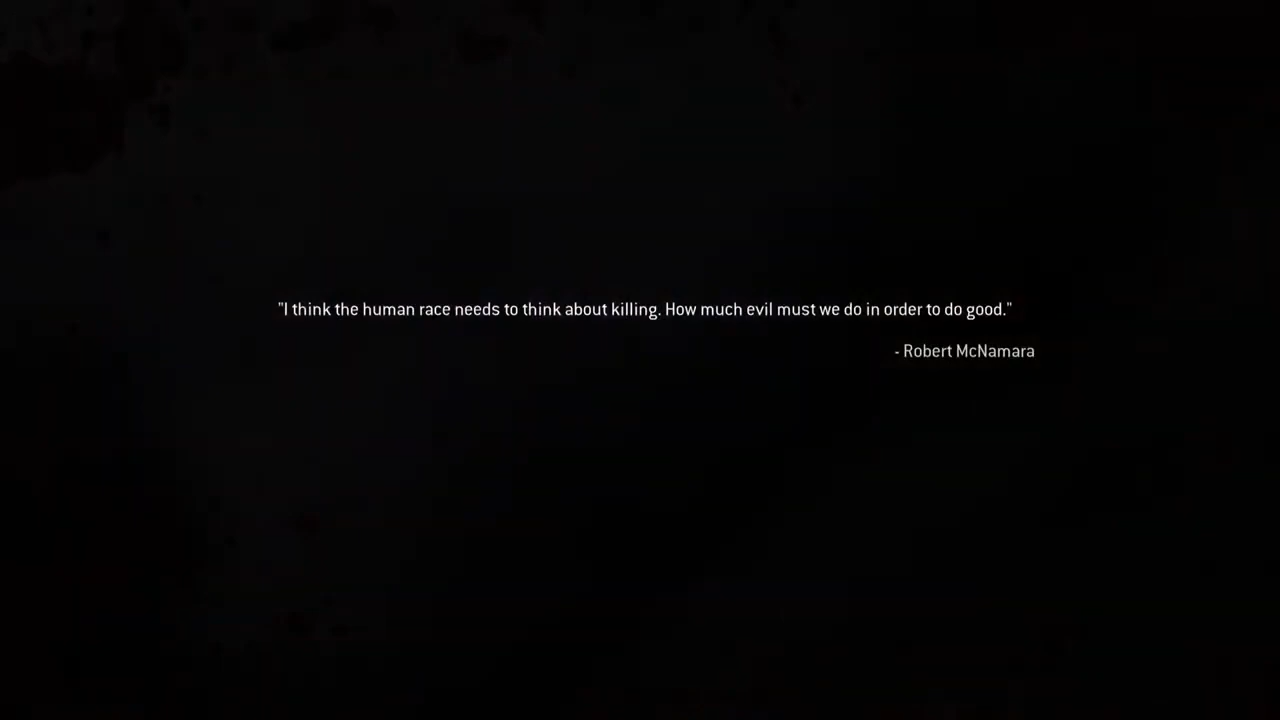 "I think the human race needs to think about killing. How much evil must we do in order to do good."
- Robert McNamara